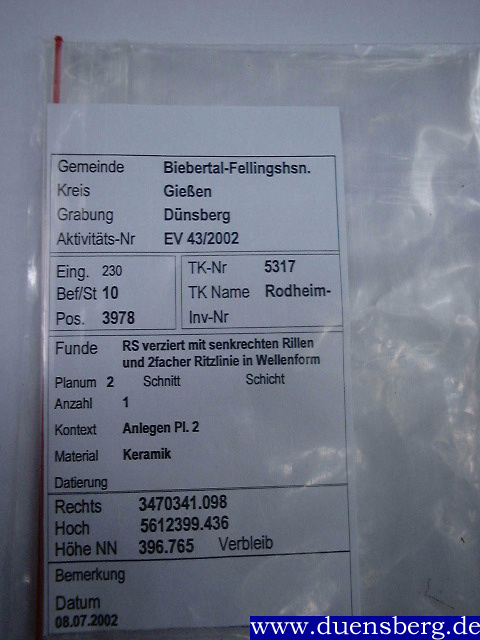 Gemeinde Biebertal-Fellingshsn.
Kreis Gießen
Grabung Dünsberg
Aktivitäts-Nr EV 43/2002
Eing. 230
Bef/St 10
Pos. 3978
TK-Nr 5317
TK Name Rodheim-
Inv-Nr
Funde RS verziert mit senkrechten Rillen
und 2facher Ritzlinie in Wellenform
Planum 2 Schnitt Schicht
Anzahl 1
Kontext Anlegen Pl. 2
Material Keramik
Datierung
Rechts 3470341.098
Hoch 5612399.436
Höhe NN 396.765 Verbleib
Bemerkung
Datum
08.07.2002
www.duensberg.de